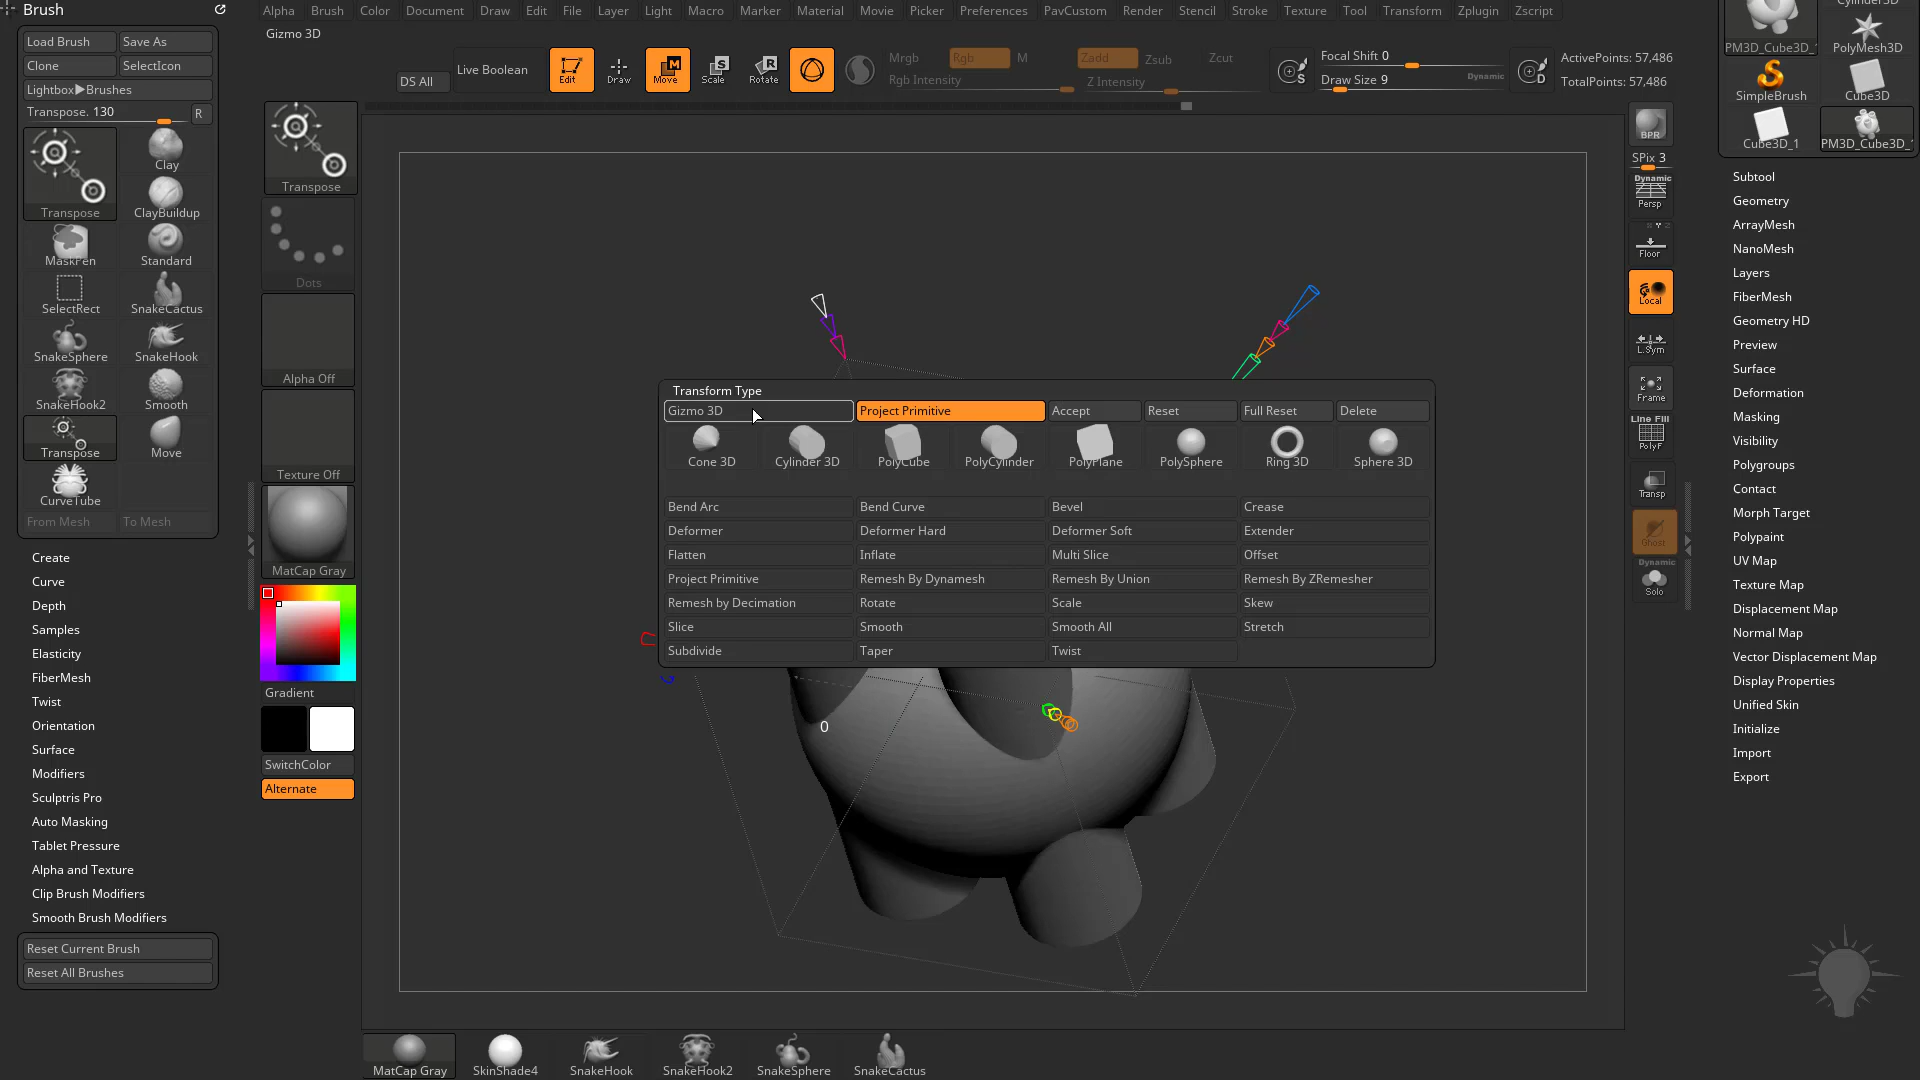 Brush
Alpha Brush Color Document Draw Edit File Layer Light Macro Marker Material Movie Picker Preferences PavCustom Render Stencil Stroke Texture Tool Transform Zplugin Zscript
Gizmo 3D
Load Brush Save As
Clone SelectIcon
Lightbox▶Brushes
Transpose. 130 R
Transpose
Clay
ClayBuildup
MaskPen Standard
SelectRect SnakeCactus
SnakeSphere SnakeHook
SnakeHook2 Smooth
Transpose Move
CurveTube
From Mesh To Mesh
Create
Curve
Depth
Samples
Elasticity
FiberMesh
Twist
Orientation
Surface
Modifiers
Sculptris Pro
Auto Masking
Tablet Pressure
Alpha and Texture
Clip Brush Modifiers
Smooth Brush Modifiers
Reset Current Brush
Reset All Brushes
DS All
Live Boolean
Edit
Draw
Move
Scale
Rotate
Mrgb Rgb M
Rgb Intensity
Zadd Zsub Zcut
Z Intensity
S
Focal Shift 0
Draw Size 9 Dynamic
D
ActivePoints: 57,486
TotalPoints: 57,486
Transpose
Dots
Alpha Off
Texture Off
MatCap Gray
Gradient
SwitchColor
Alternate
Transform Type
Gizmo 3D Project Primitive Accept Reset Full Reset Delete
Cone 3D Cylinder 3D PolyCube PolyCylinder PolyPlane PolySphere Ring 3D Sphere 3D
Bend Arc Bend Curve Bevel Crease
Deformer Deformer Hard Deformer Soft Extender
Flatten Inflate Multi Slice Offset
Project Primitive Remesh By Dynamesh Remesh By Union Remesh By ZRemesher
Remesh by Decimation Rotate Scale Skew
Slice Smooth Smooth All Stretch
Subdivide Taper Twist
0
MatCap Gray SkinShade4 SnakeHook SnakeHook2 SnakeSphere SnakeCactus
BPR
SPix 3
Dynamic
Persp
Floor
Local
L.Sym
Frame
Line Fill
PolyF
Transp
Ghost
Dynamic
Solo
Cylinder3D
PM3D_Cube3D_1 PolyMesh3D
SimpleBrush Cube3D
Cube3D_1 PM3D_Cube3D_
Subtool
Geometry
ArrayMesh
NanoMesh
Layers
FiberMesh
Geometry HD
Preview
Surface
Deformation
Masking
Visibility
Polygroups
Contact
Morph Target
Polypaint
UV Map
Texture Map
Displacement Map
Normal Map
Vector Displacement Map
Display Properties
Unified Skin
Initialize
Import
Export